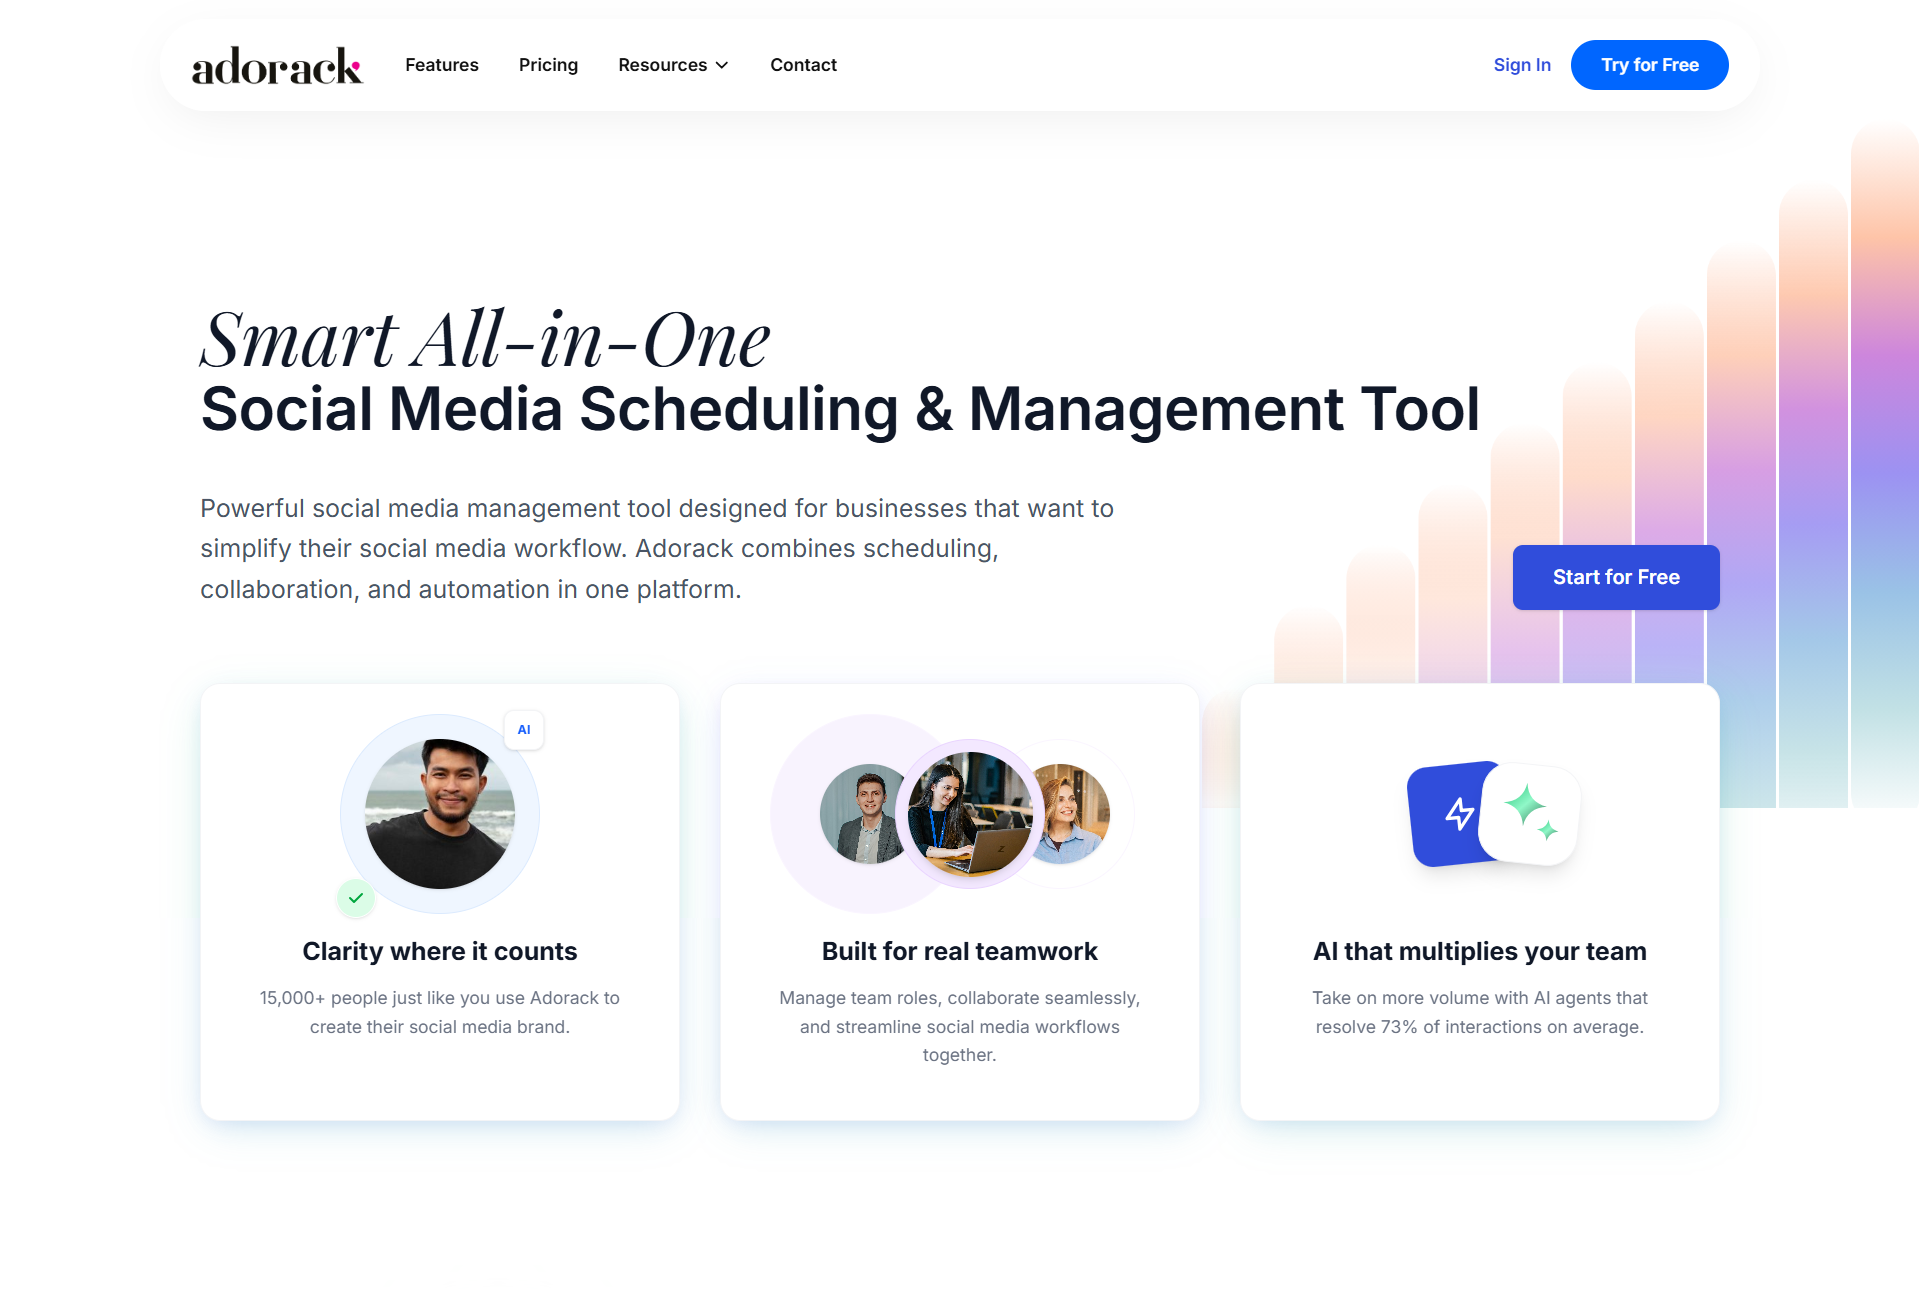 adorack
Features
Pricing
Resources
Contact
Sign In
Try for Free
Smart All-in-One
Social Media Scheduling & Management Tool
Powerful social media management tool designed for businesses that want to
simplify their social media workflow. Adorack combines scheduling,
collaboration, and automation in one platform.
Start for Free
AI
Clarity where it counts
15,000+ people just like you use Adorack to
create their social media brand.
Built for real teamwork
Manage team roles, collaborate seamlessly,
and streamline social media workflows
together.
AI that multiplies your team
Take on more volume with AI agents that
resolve 73% of interactions on average.